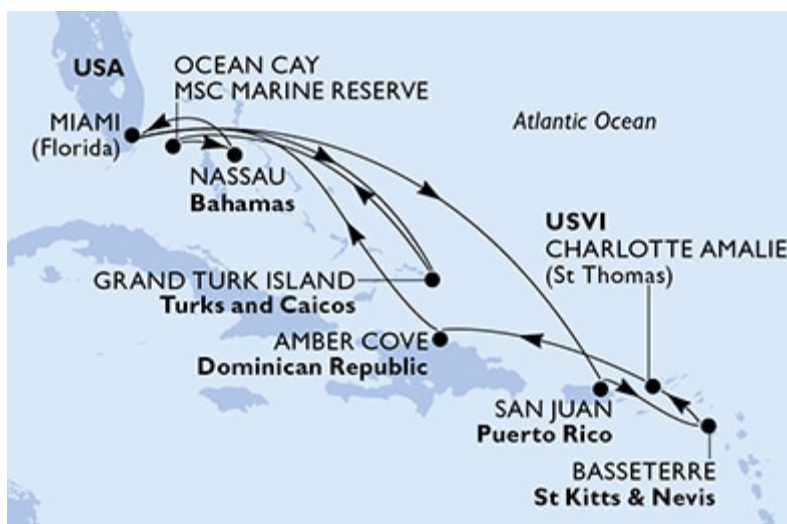 USA
OCEAN CAY
MSC MARINE RESERVE
MIAMI
(Florida)
Atlantic Ocean
NASSAU
Bahamas
USVI
CHARLOTTE AMALIE
(St Thomas)
GRAND TURK ISLAND
Turks and Caicos
AMBER COVE
Dominican Republic
SAN JUAN
Puerto Rico
BASSETERRE
St Kitts & Nevis